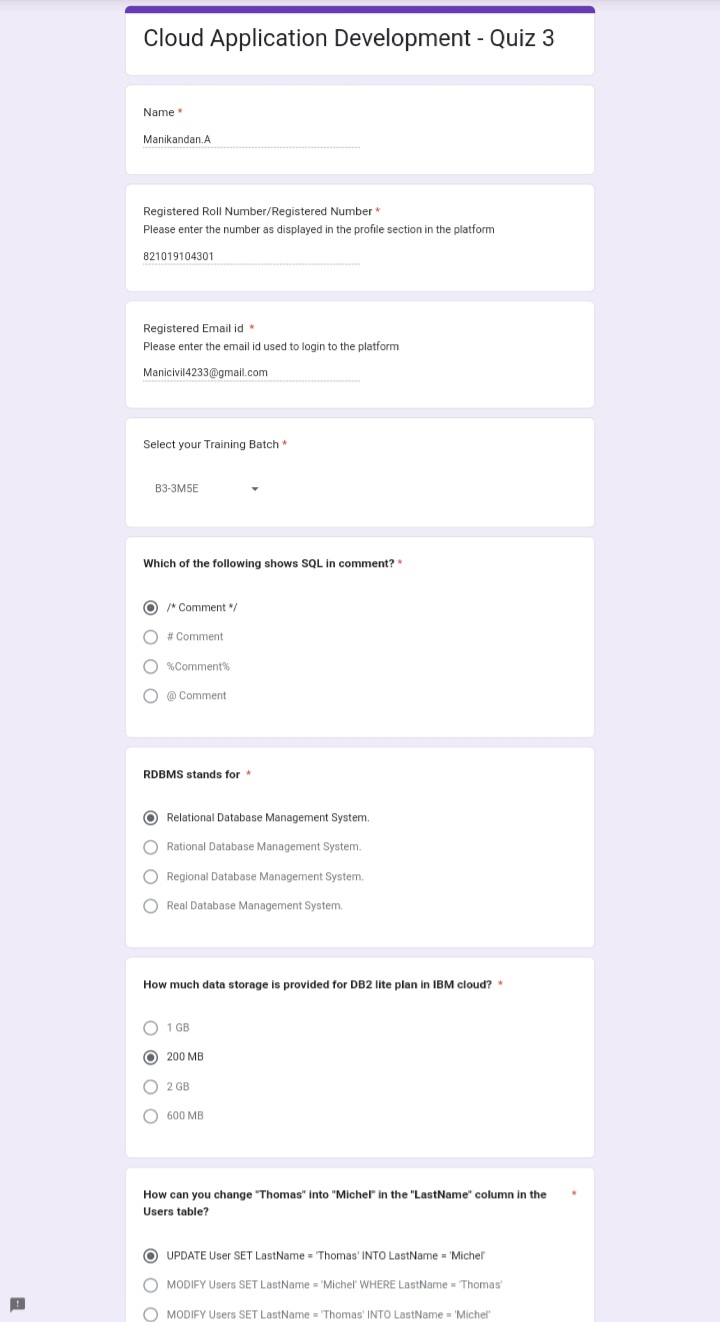 Cloud Application Development - Quiz 3
Name *
Manikandan.A
Registered Roll Number/Registered Number *
Please enter the number as displayed in the profile section in the platform
821019104301
Registered Email id *
Please enter the email id used to login to the platform
Manicivil4233@gmail.com
Select your Training Batch *
B3-3M5E
Which of the following shows SQL in comment? *
/* Comment */
# Comment
%Comment%
@ Comment
RDBMS stands for *
Relational Database Management System.
Rational Database Management System.
Regional Database Management System.
Real Database Management System.
How much data storage is provided for DB2 lite plan in IBM cloud? *
1 GB
200 MB
2 GB
600 MB
How can you change "Thomas" into "Michel" in the "LastName" column in the *
Users table?
UPDATE User SET LastName = 'Thomas' INTO LastName = 'Michel'
MODIFY Users SET LastName = 'Michel' WHERE LastName = 'Thomas'
MODIFY Users SET LastName = 'Thomas' INTO LastName = 'Michel'